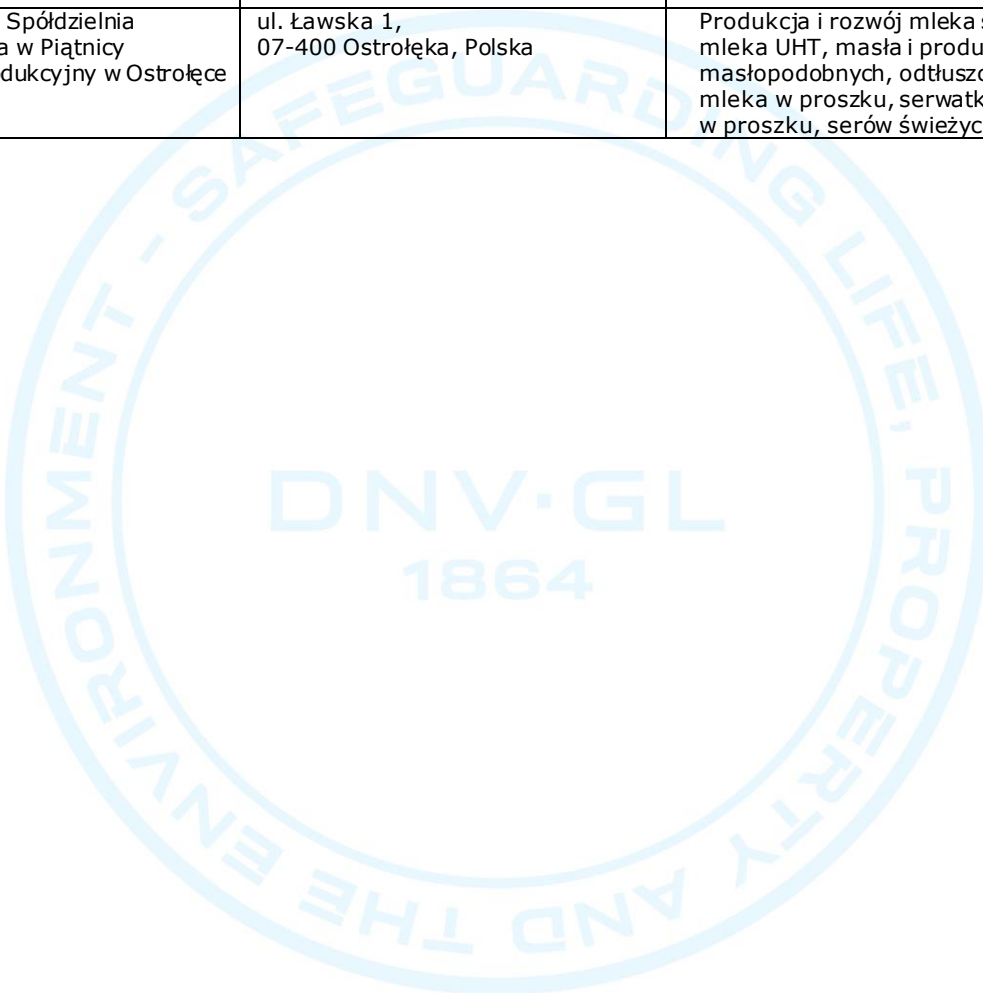 Spółdzielnia
a w Piątnicy
dukcyjny w Ostrołęce
ul. Ławska 1,
07-400 Ostrołęka, Polska
Produkcja i rozwój mleka
mleka UHT, masła i produ
masłopodobnych, odtłuszc
mleka w proszku, serwatk
w proszku, serów świeżyc
SAFEGUARDING LIFE, PROPERTY AND THE ENVIRONMENT -
DNV·GL
1864